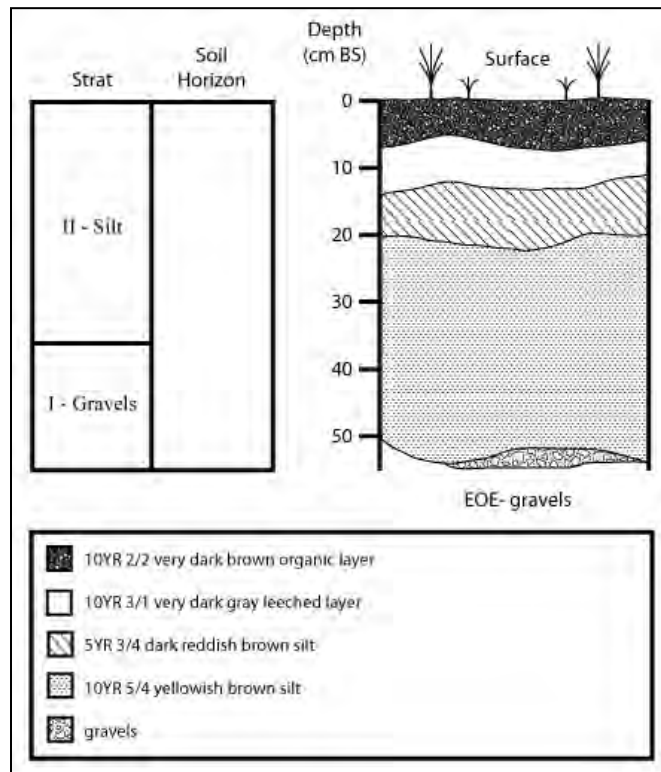 Strat
Soil
Horizon
Depth
(cm BS)
Surface
II - Silt
I - Gravels
0
10
20
30
40
50
EOE- gravels
10YR 2/2 very dark brown organic layer
10YR 3/1 very dark gray leeched layer
5YR 3/4 dark reddish brown silt
10YR 5/4 yellowish brown silt
gravels